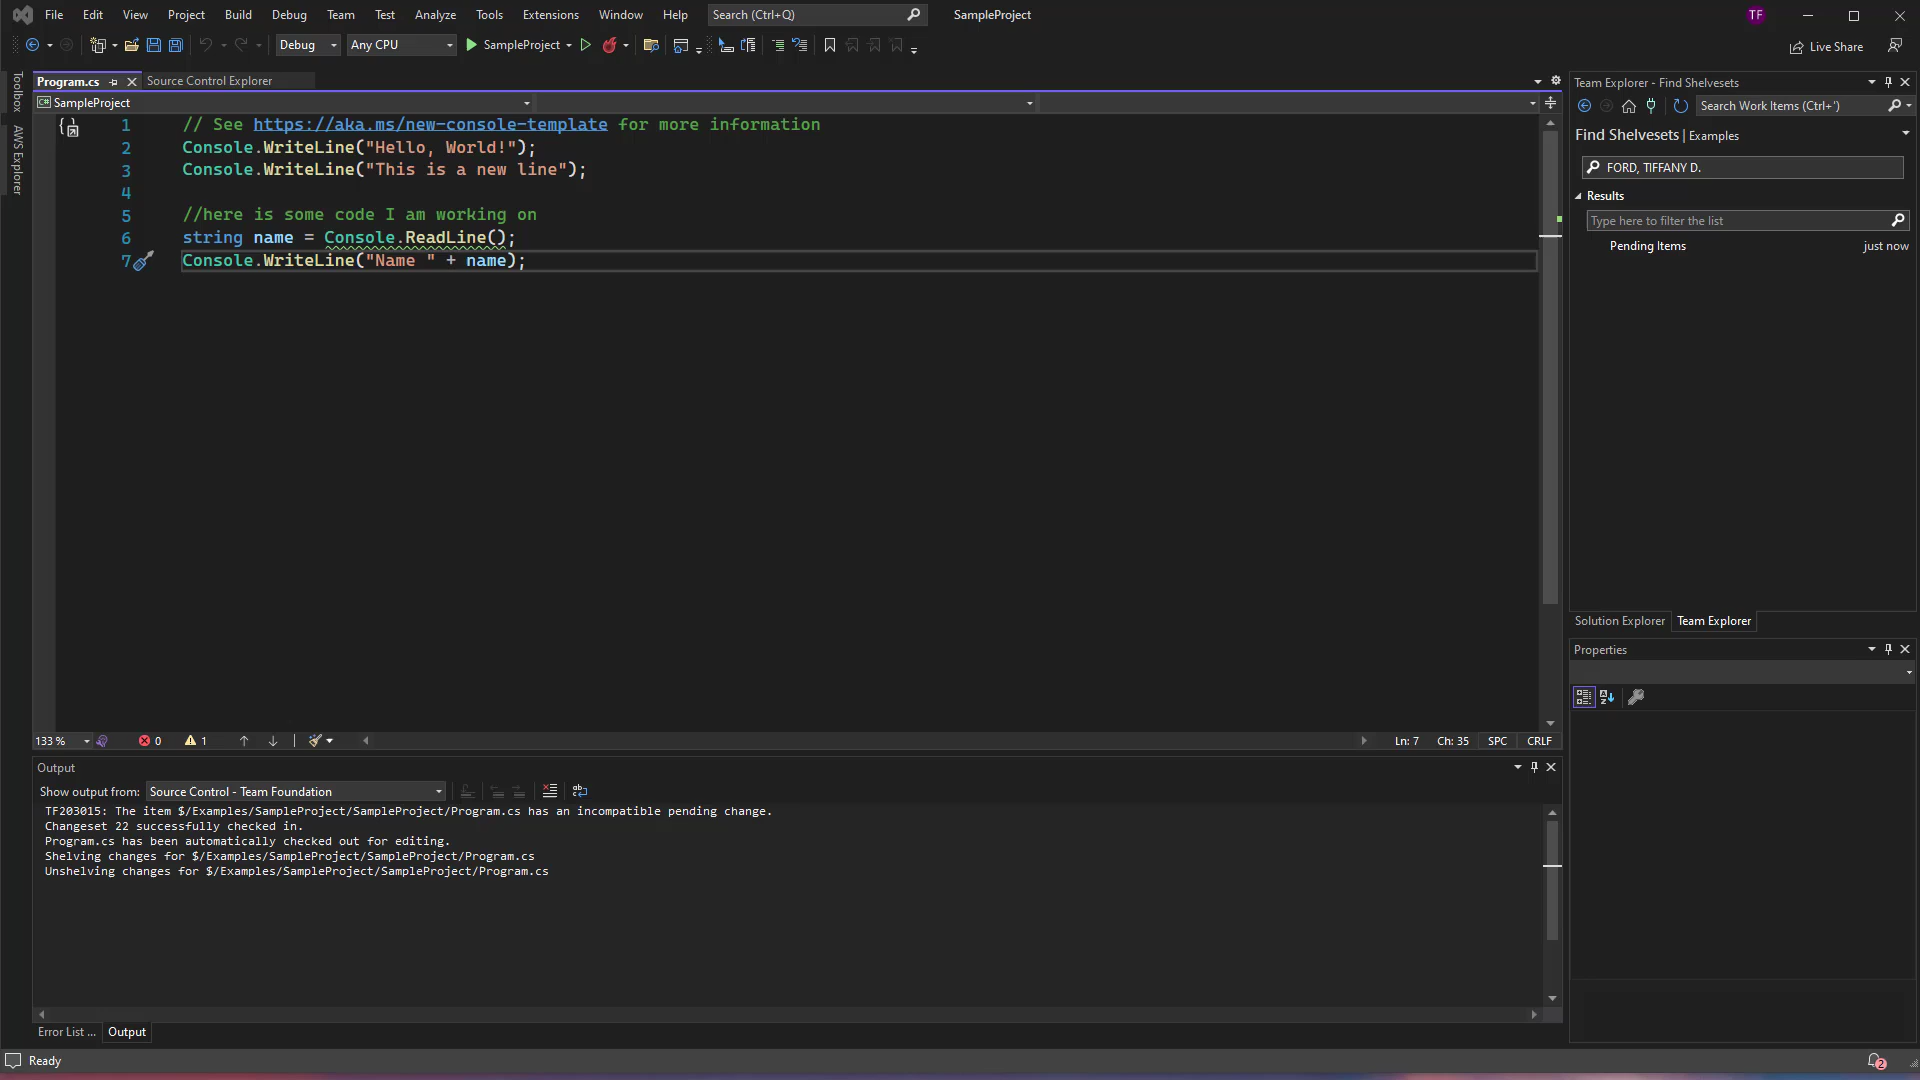 File Edit View Project Build Debug Team Test Analyze Tools Extensions Window Help Search (Ctrl+Q) SampleProject TF
Debug Any CPU SampleProject Live Share
Toolbox
AWS Explorer
Program.cs Source Control Explorer
SampleProject
1 // See https://aka.ms/new-console-template for more information
2 Console.WriteLine("Hello, World!");
3 Console.WriteLine("This is a new line");
4
5 //here is some code I am working on
6 string name = Console.ReadLine();
7 Console.WriteLine("Name " + name);
133 % 0 1 Ln: 7 Ch: 35 SPC CRLF
Team Explorer - Find Shelvesets
Search Work Items (Ctrl+')
Find Shelvesets | Examples
FORD, TIFFANY D.
Results
Type here to filter the list
Pending Items just now
Solution Explorer Team Explorer
Properties
Output
Show output from: Source Control - Team Foundation
TF203015: The item $/Examples/SampleProject/SampleProject/Program.cs has an incompatible pending change.
Changeset 22 successfully checked in.
Program.cs has been automatically checked out for editing.
Shelving changes for $/Examples/SampleProject/SampleProject/Program.cs
Unshelving changes for $/Examples/SampleProject/SampleProject/Program.cs
Error List ... Output
Ready 2